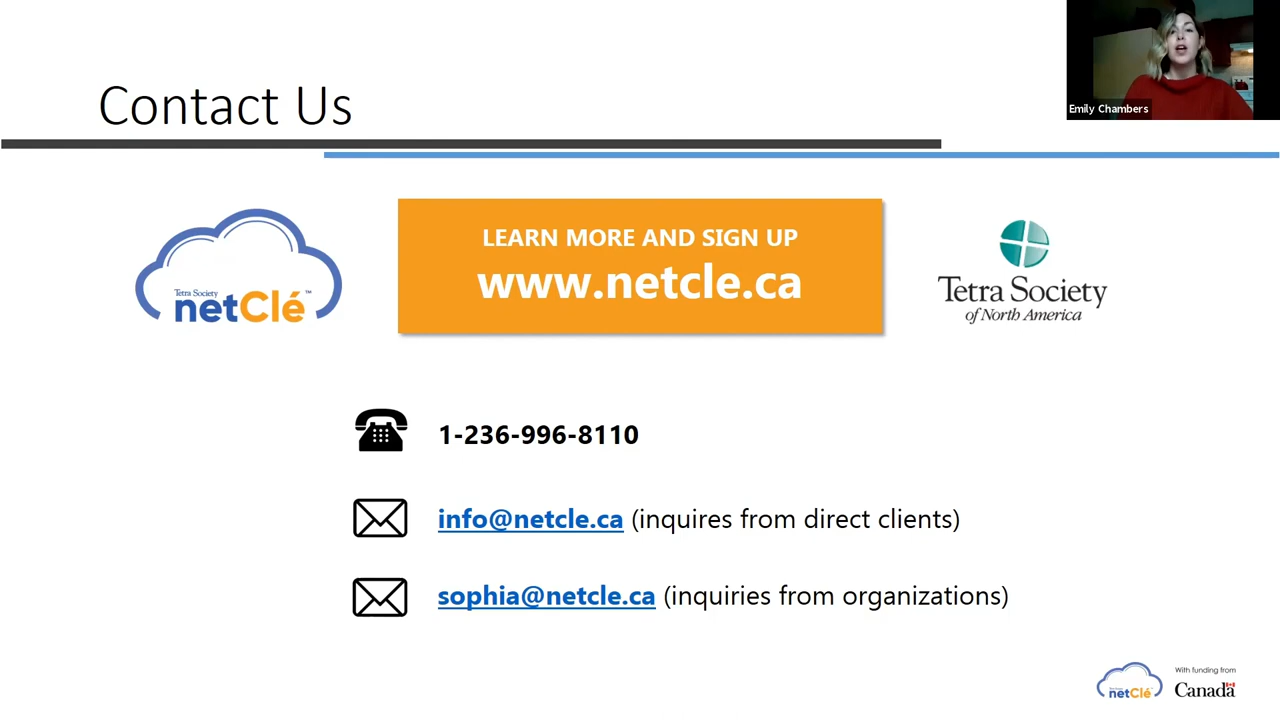 Emily Chambers
Contact Us
LEARN MORE AND SIGN UP
www.netcle.ca
Tetra Society
netClé™
Tetra Society
of North America
1-236-996-8110
info@netcle.ca (inquires from direct clients)
sophia@netcle.ca (inquiries from organizations)
netClé
With funding from
Canada